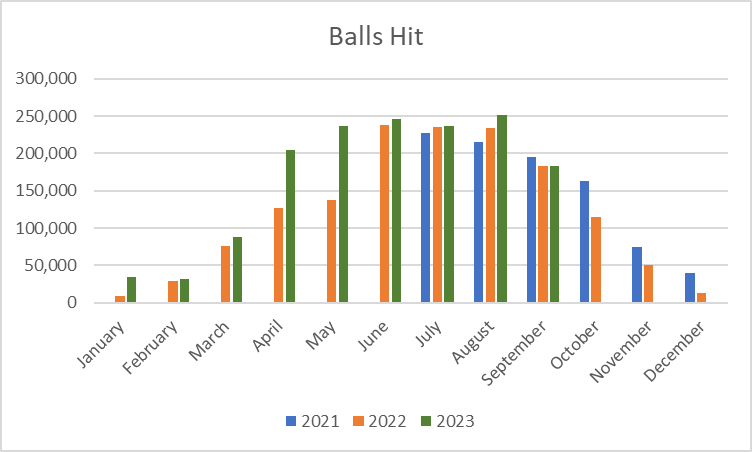 Balls Hit
300,000
250,000
200,000
150,000
100,000
50,000
0
January
February
March
April
May
June
July
August
September
October
November
December
2021 2022 2023